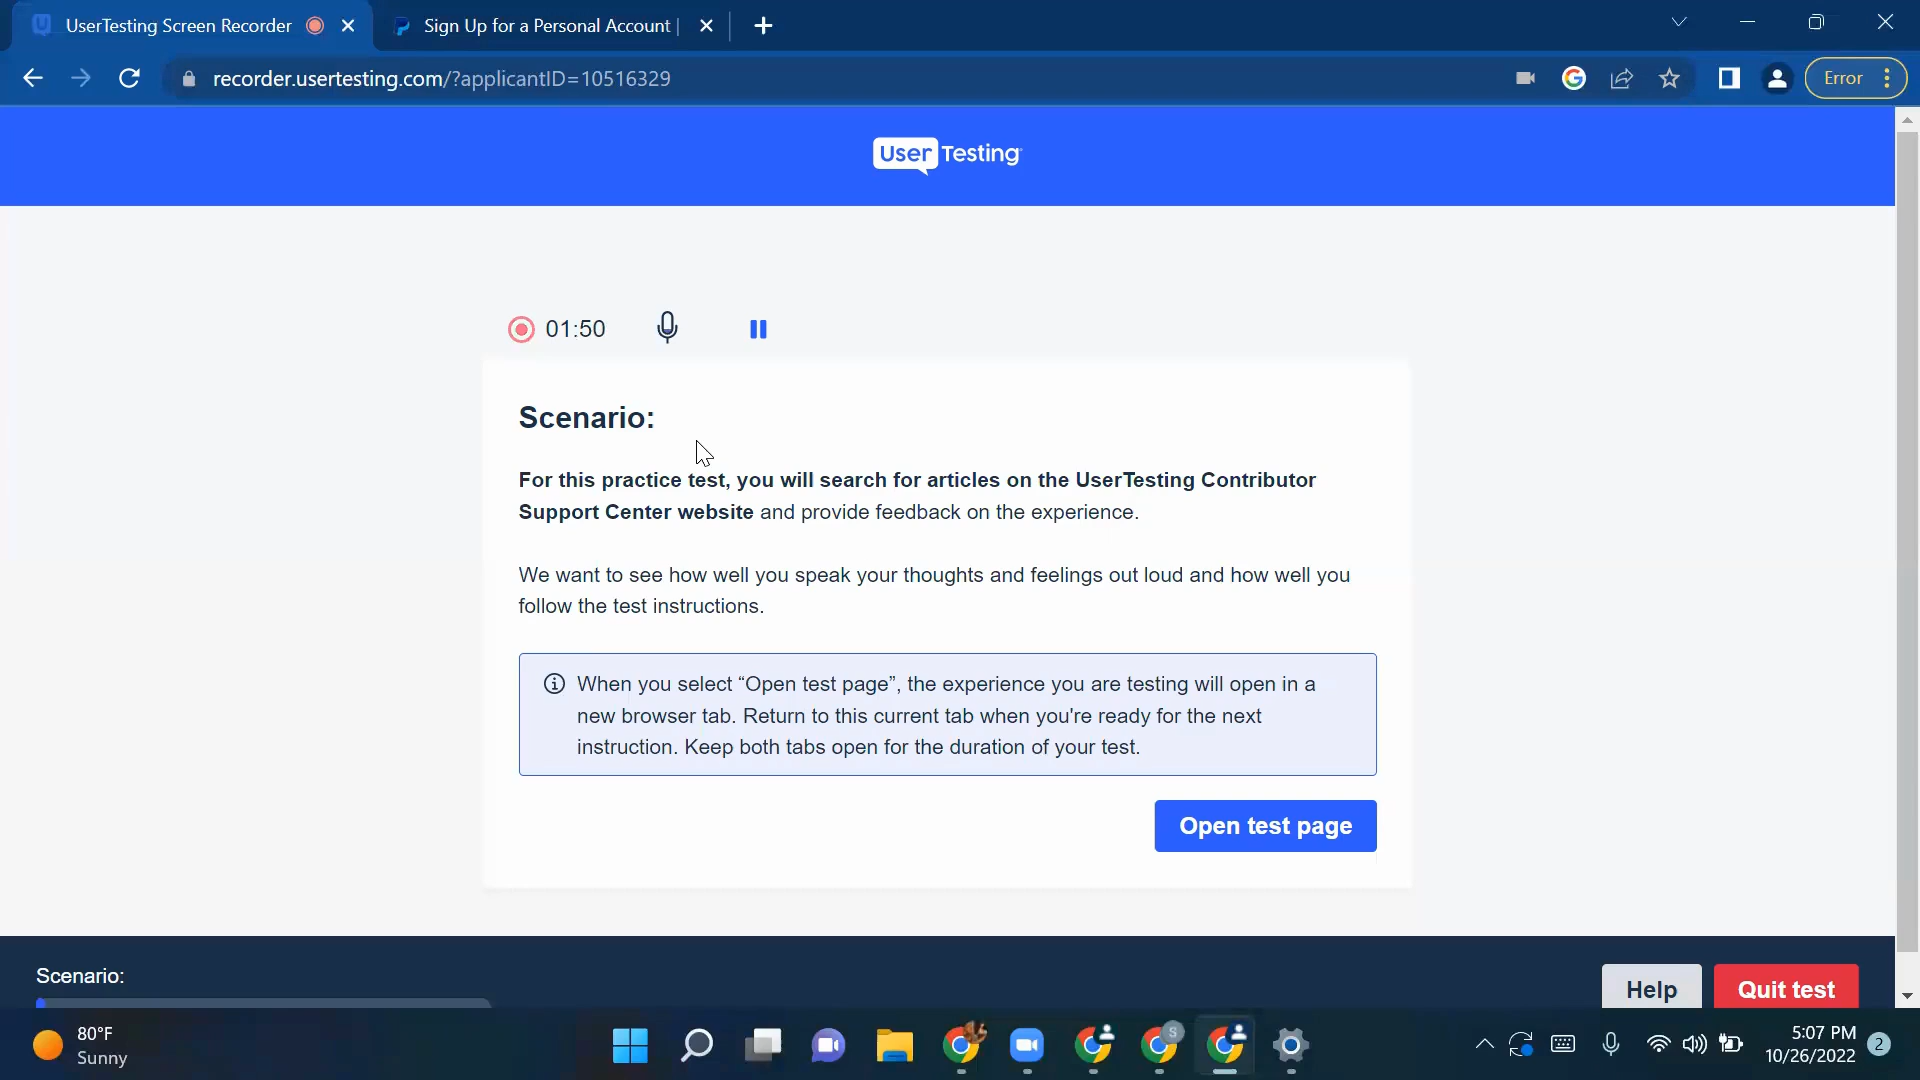 UserTesting Screen Recorder
Sign Up for a Personal Account |
recorder.usertesting.com/?applicantID=10516329
Error
User Testing
01:50
Scenario:
For this practice test, you will search for articles on the UserTesting Contributor
Support Center website and provide feedback on the experience.
We want to see how well you speak your thoughts and feelings out loud and how well you
follow the test instructions.
When you select “Open test page”, the experience you are testing will open in a
new browser tab. Return to this current tab when you're ready for the next
instruction. Keep both tabs open for the duration of your test.
Open test page
Scenario:
Help
Quit test
80°F
Sunny
S
5:07 PM
10/26/2022
2